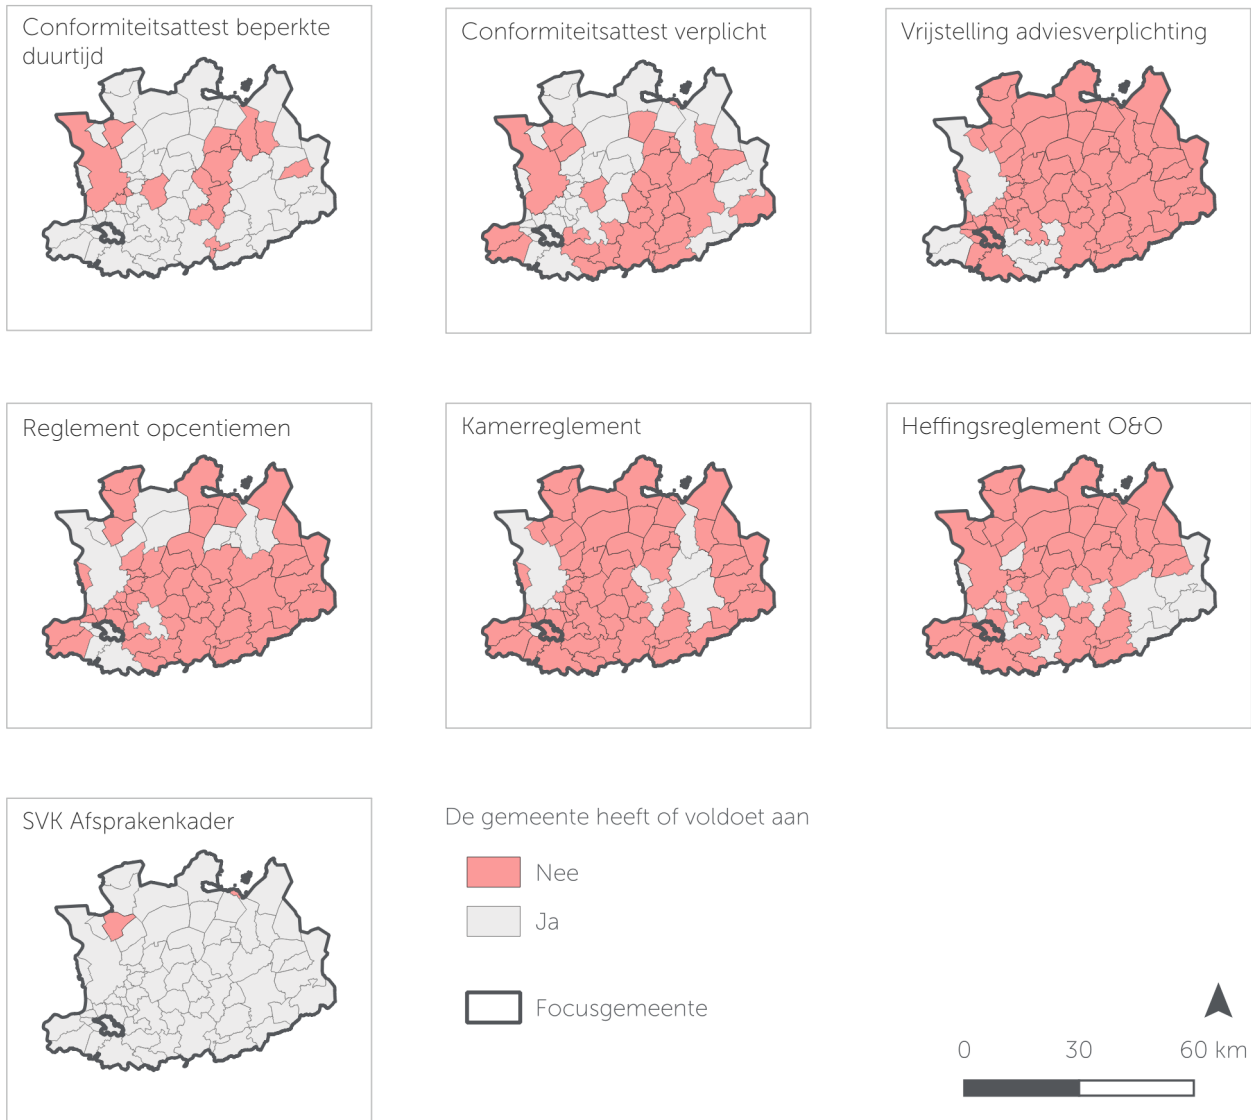 Conformiteitsattest beperkte
duurtijd
Conformiteitsattest verplicht
Vrijstelling adviesverplichting
Reglement opcentiemen
Kamerreglement
Heffingsreglement O&O
SVK Afsprakenkader
De gemeente heeft of voldoet aan
Nee
Ja
Focusgemeente
0 30 60 km